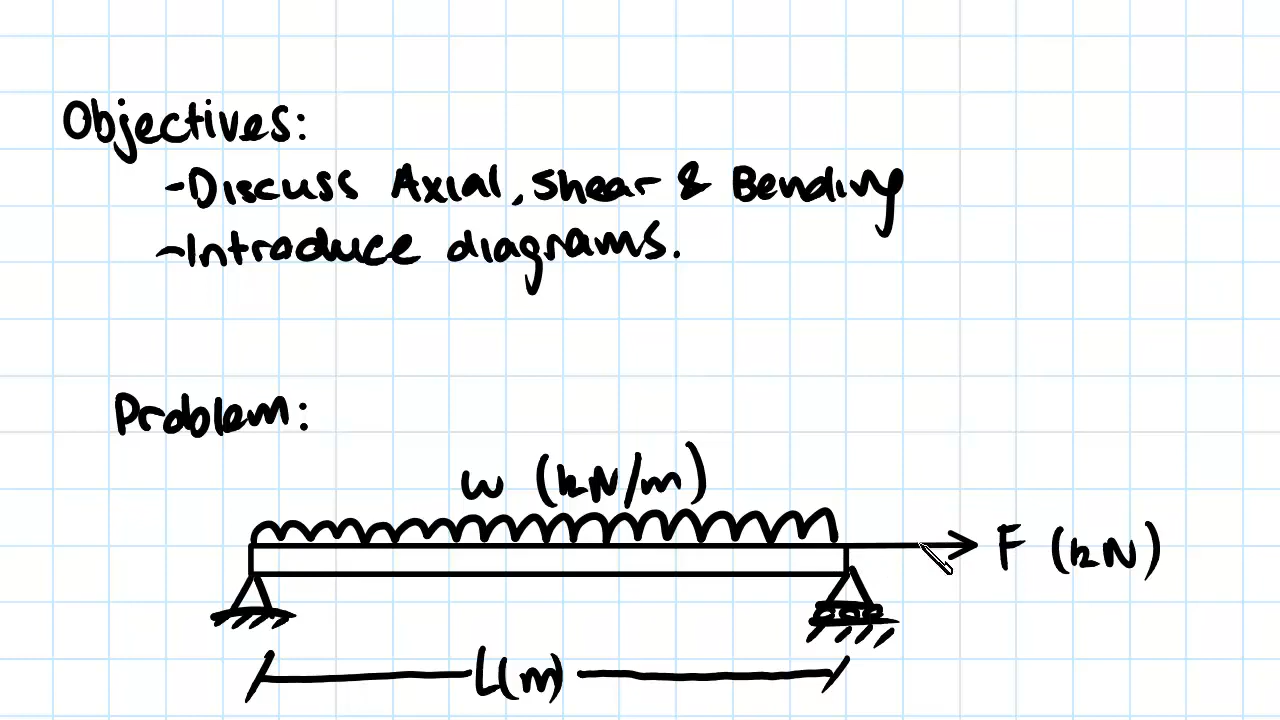 Objectives:
-Discuss Axial, Shear & Bending
-Introduce diagrams.
Problem:
w (kN/m)
F (kN)
L(m)